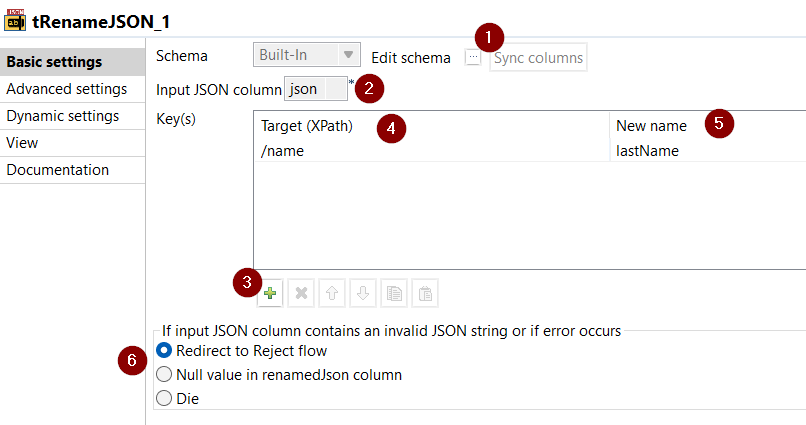 tRenameJSON_1
Basic settings
Advanced settings
Dynamic settings
View
Documentation
1
Schema Built-In Edit schema ... Sync columns
Input JSON column json * 2
Key(s)
Target (XPath) 4 New name 5
/name lastName
3
If input JSON column contains an invalid JSON string or if error occurs
6
Redirect to Reject flow
Null value in renamedJson column
Die